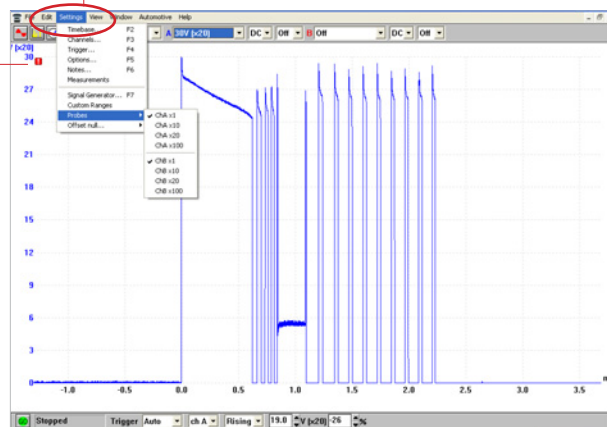 File Edit Settings View Window Automotive Help
A 30V (x20) DC Off B Off DC Off
V (x20)
Timebase... F2
Channels... F3
Trigger... F4
Options... F5
Notes... F6
Measurements
Signal Generator... F7
Custom Ranges
Probes
Offset null...
ChA x1
ChA x10
ChA x20
ChA x100
ChB x1
ChB x10
ChB x20
ChB x100
30
27
24
21
18
15
12
9
6
3
0
-1.0 0.0 0.5 1.0 1.5 2.0 2.5 3.0 3.5
GO Stopped Trigger Auto ch A Rising 19.0 V (x20) -26 %